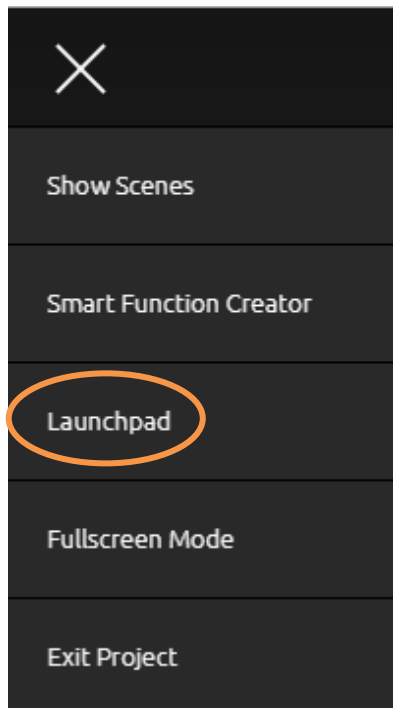 Show Scenes
Smart Function Creator
Launchpad
Fullscreen Mode
Exit Project